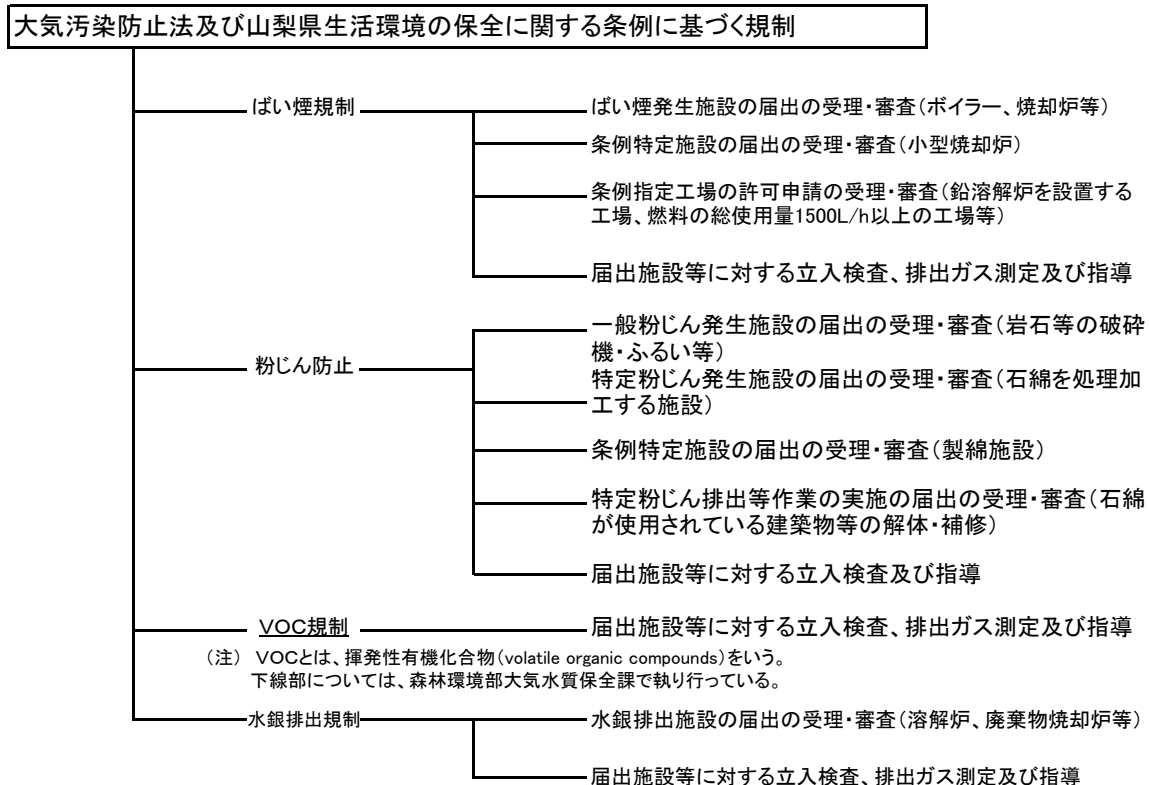 大気汚染防止法及び山梨県生活環境の保全に関する条例に基づく規制
ばい煙規制
ばい煙発生施設の届出の受理・審査（ボイラー、焼却炉等）
条例特定施設の届出の受理・審査（小型焼却炉）
条例指定工場の許可申請の受理・審査（鉛溶解炉を設置する
工場、燃料の総使用量1500L/h以上の工場等）
届出施設等に対する立入検査、排出ガス測定及び指導
粉じん防止
一般粉じん発生施設の届出の受理・審査（岩石等の破砕
機・ふるい等）
特定粉じん発生施設の届出の受理・審査（石綿を処理加
工する施設）
条例特定施設の届出の受理・審査（製綿施設）
特定粉じん排出等作業の実施の届出の受理・審査（石綿
が使用されている建築物等の解体・補修）
届出施設等に対する立入検査及び指導
VOC規制
届出施設等に対する立入検査、排出ガス測定及び指導
（注） VOCとは、揮発性有機化合物（volatile organic compounds）をいう。
下線部については、森林環境部大気水質保全課で執り行っている。
水銀排出規制
水銀排出施設の届出の受理・審査（溶解炉、廃棄物焼却炉等）
届出施設等に対する立入検査、排出ガス測定及び指導